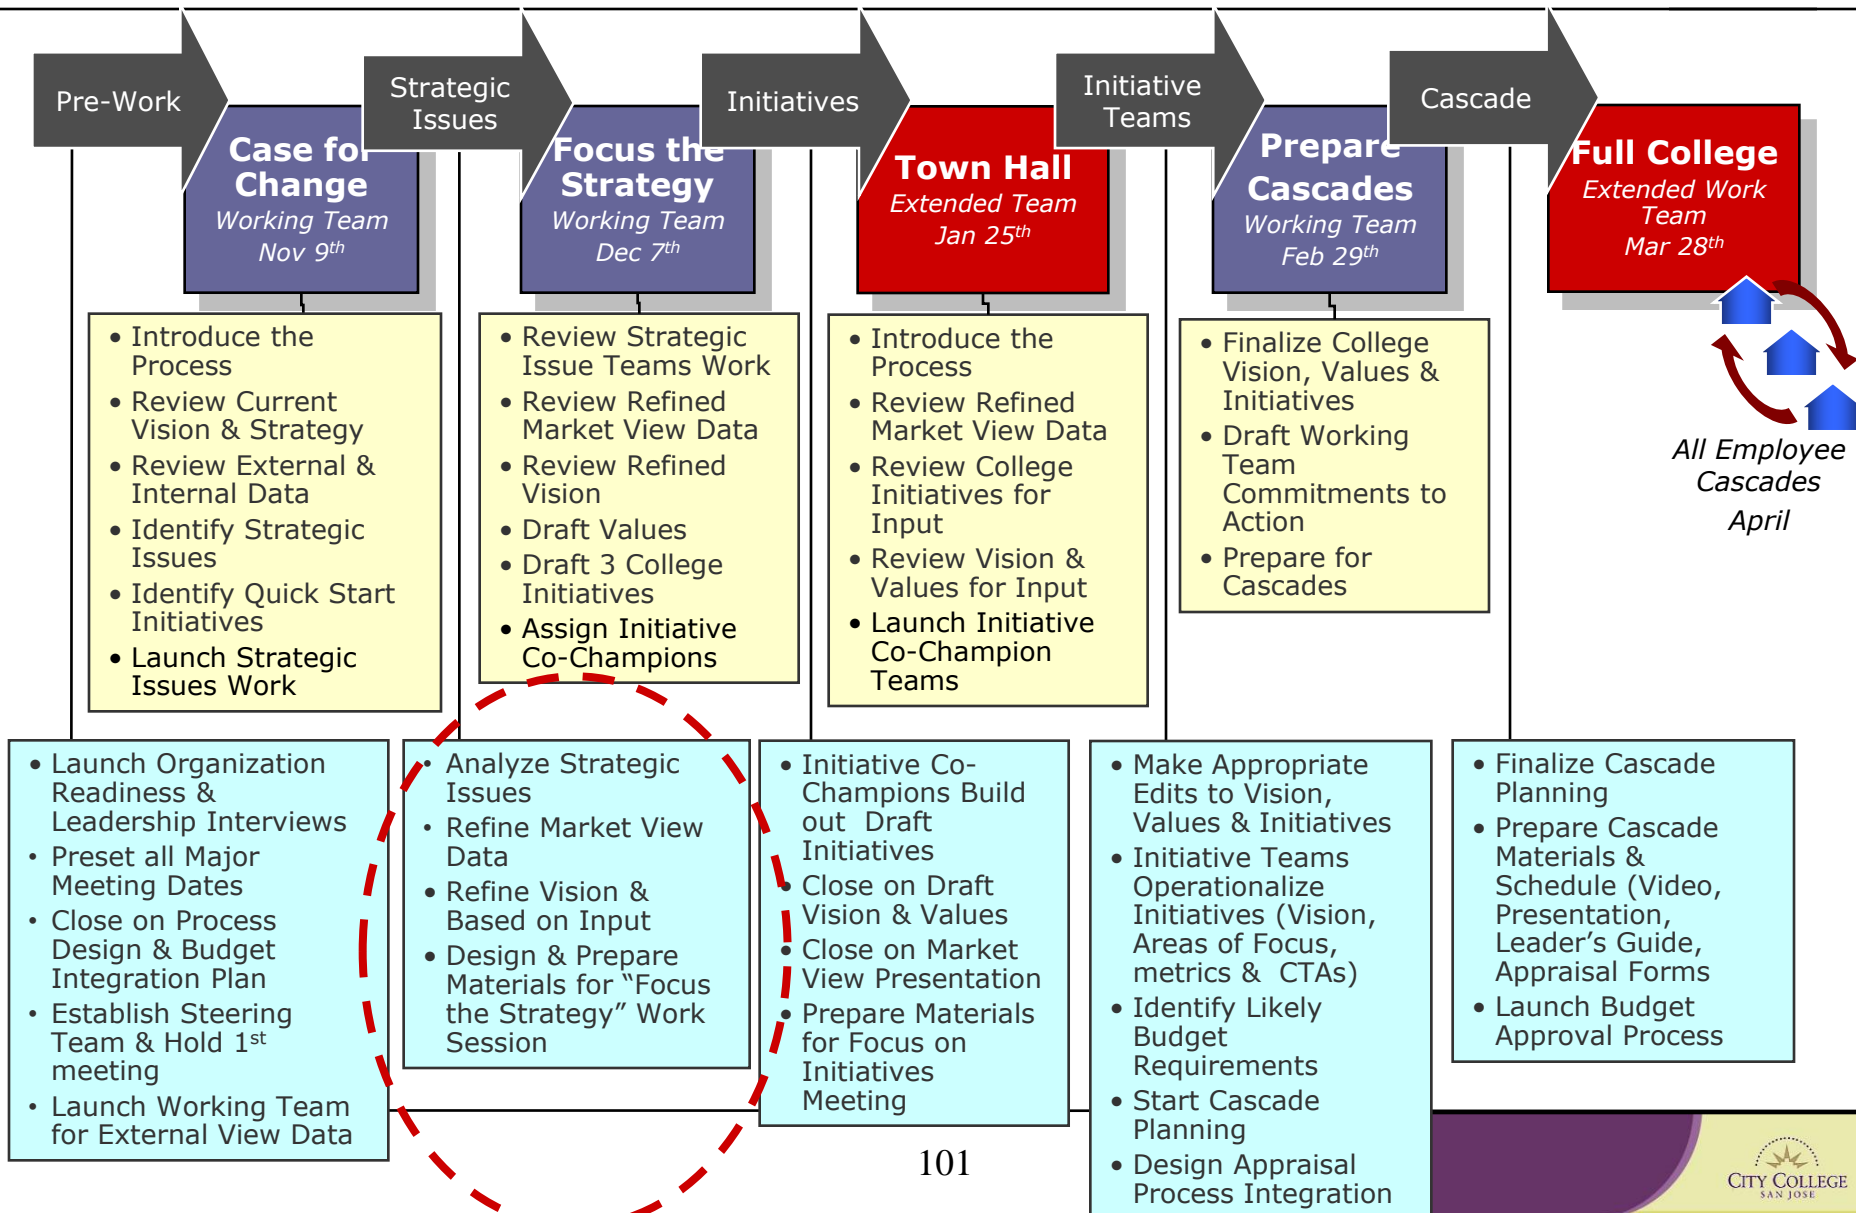 Pre-Work
Strategic
Issues
Initiatives
Initiative
Teams
Cascade
Case for
Change
Working Team
Nov 9th
Focus the
Strategy
Working Team
Dec 7th
Town Hall
Extended Team
Jan 25th
Prepare
Cascades
Working Team
Feb 29th
Full College
Extended Work
Team
Mar 28th
• Introduce the
Process
• Review Current
Vision & Strategy
• Review External &
Internal Data
• Identify Strategic
Issues
• Identify Quick Start
Initiatives
• Launch Strategic
Issues Work
• Review Strategic
Issue Teams Work
• Review Refined
Market View Data
• Review Refined
Vision
• Draft Values
• Draft 3 College
Initiatives
• Assign Initiative
Co-Champions
• Introduce the
Process
• Review Refined
Market View Data
• Review College
Initiatives for
Input
• Review Vision &
Values for Input
• Launch Initiative
Co-Champion
Teams
• Finalize College
Vision, Values &
Initiatives
• Draft Working
Team
Commitments to
Action
• Prepare for
Cascades
All Employee
Cascades
April
• Launch Organization
Readiness &
Leadership Interviews
• Preset all Major
Meeting Dates
• Close on Process
Design & Budget
Integration Plan
• Establish Steering
Team & Hold 1st
meeting
• Launch Working Team
for External View Data
• Analyze Strategic
Issues
• Refine Market View
Data
• Refine Vision &
Based on Input
• Design & Prepare
Materials for “Focus
the Strategy” Work
Session
• Initiative Co-
Champions Build
out Draft
Initiatives
• Close on Draft
Vision & Values
• Close on Market
View Presentation
• Prepare Materials
for Focus on
Initiatives
Meeting
• Make Appropriate
Edits to Vision,
Values & Initiatives
• Initiative Teams
Operationalize
Initiatives (Vision,
Areas of Focus,
metrics & CTAs)
• Identify Likely
Budget
Requirements
• Start Cascade
Planning
• Design Appraisal
Process Integration
• Finalize Cascade
Planning
• Prepare Cascade
Materials &
Schedule (Video,
Presentation,
Leader’s Guide,
Appraisal Forms
• Launch Budget
Approval Process
101
CITY COLLEGE
SAN JOSE